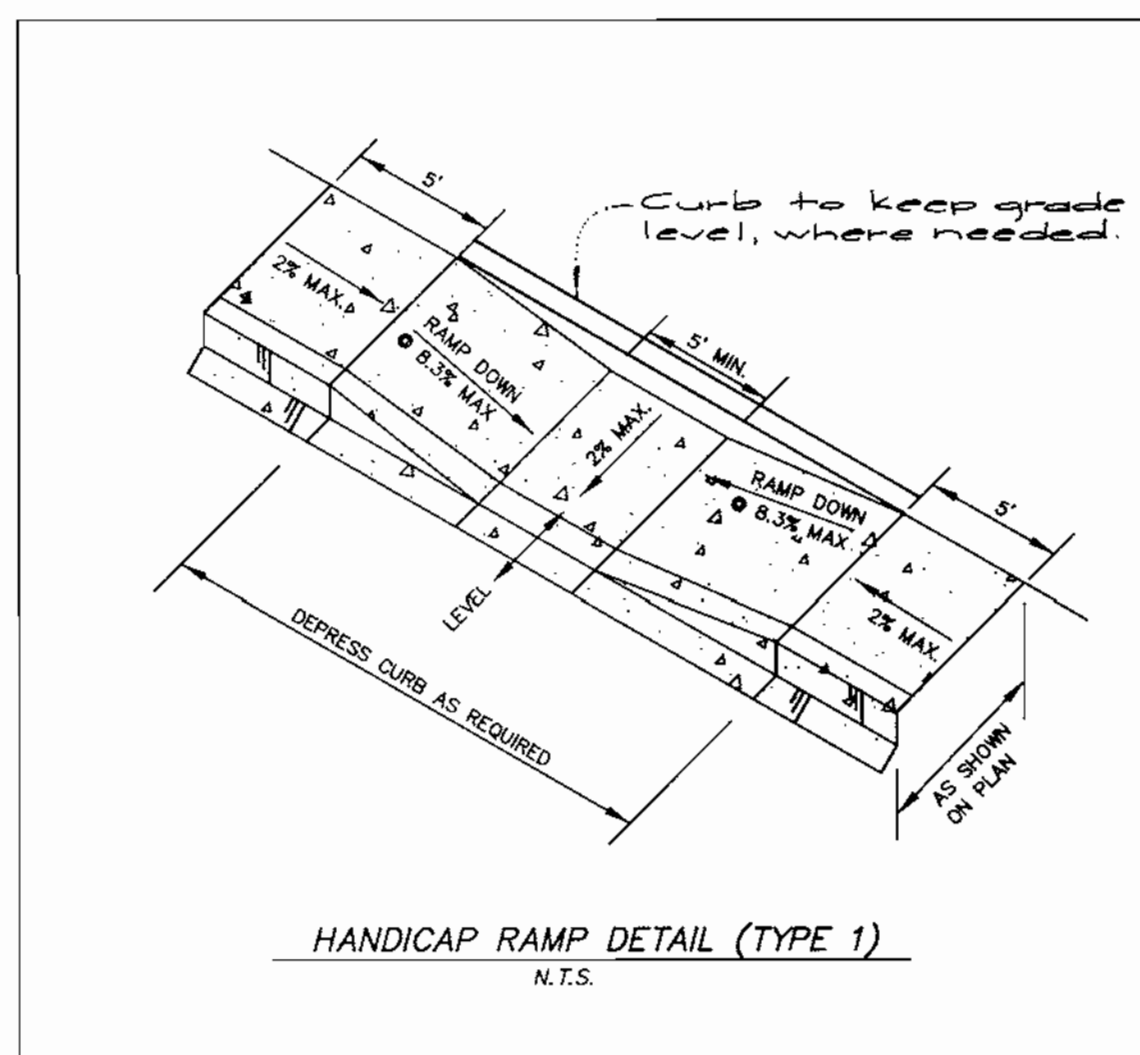 5'
Curb to keep grade
level, where needed.
2% MAX.
RAMP DOWN
@ 8.3% MAX
5' MIN.
2% MAX.
RAMP DOWN
@ 8.3% MAX
5'
2% MAX.
LEVEL
DEPRESS CURB AS REQUIRED
AS SHOWN
ON PLAN
HANDICAP RAMP DETAIL (TYPE 1)
N.T.S.